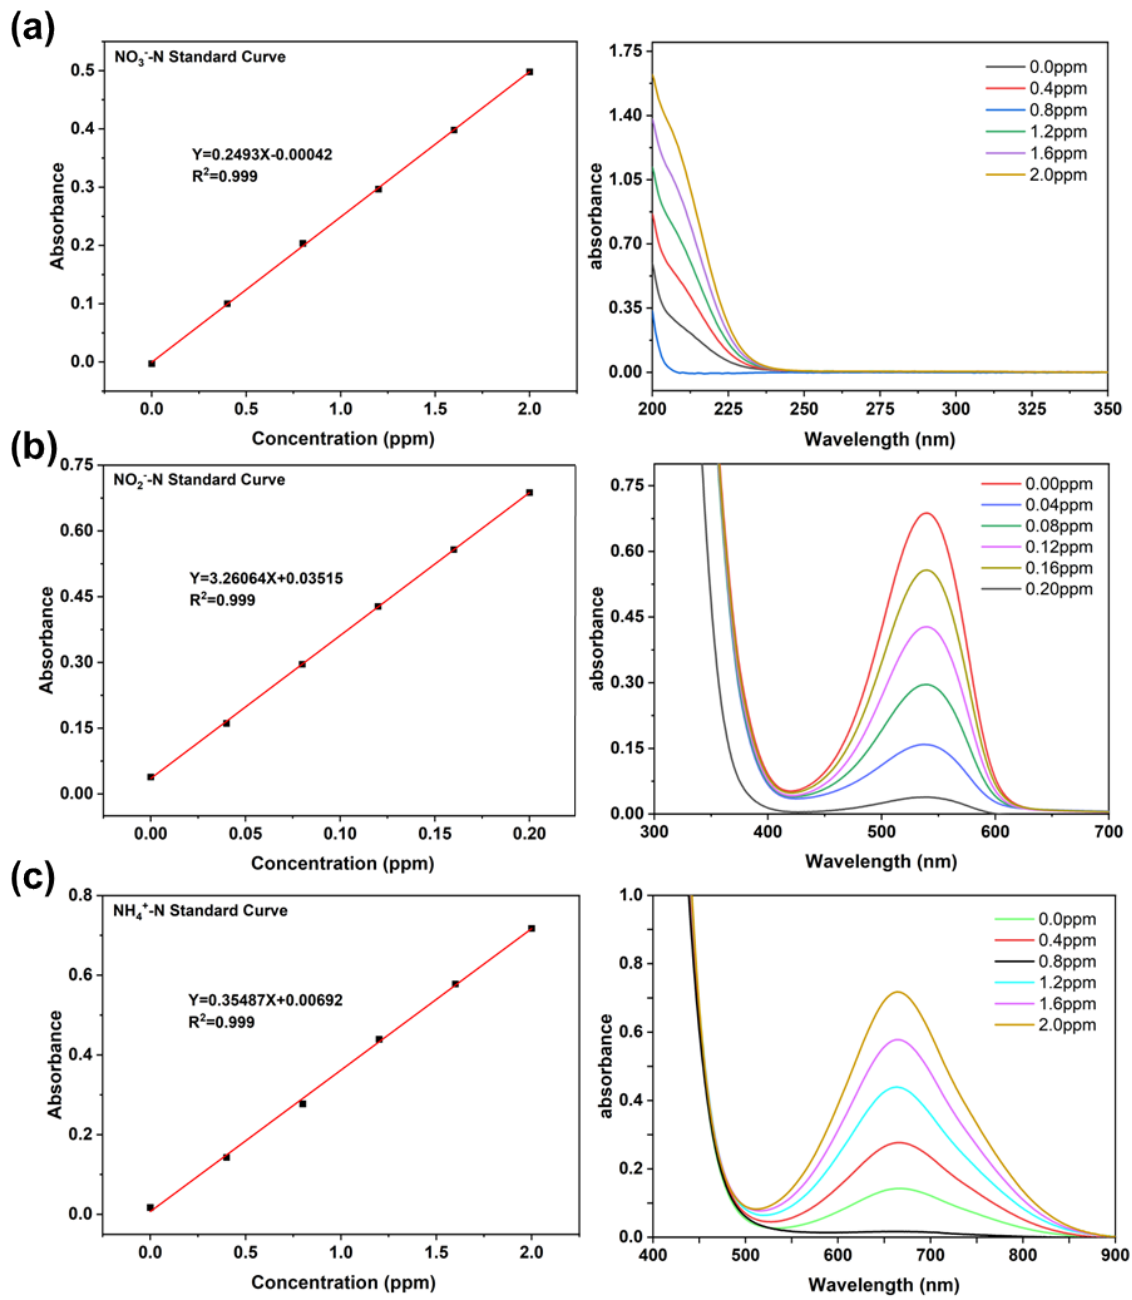 (a)
NO₃⁻-N Standard Curve
Y=0.2493X-0.00042
R²=0.999
0.5
0.4
0.3
0.2
0.1
0.0
Absorbance
0.0 0.5 1.0 1.5 2.0
Concentration (ppm)
1.75
1.40
1.05
0.70
0.35
0.00
absorbance
0.0ppm
0.4ppm
0.8ppm
1.2ppm
1.6ppm
2.0ppm
200 225 250 275 300 325 350
Wavelength (nm)
(b)
NO₂⁻-N Standard Curve
Y=3.26064X+0.03515
R²=0.999
0.75
0.60
0.45
0.30
0.15
0.00
Absorbance
0.00 0.05 0.10 0.15 0.20
Concentration (ppm)
0.75
0.60
0.45
0.30
0.15
0.00
absorbance
0.00ppm
0.04ppm
0.08ppm
0.12ppm
0.16ppm
0.20ppm
300 400 500 600 700
Wavelength (nm)
(c)
NH₄⁺-N Standard Curve
Y=0.35487X+0.00692
R²=0.999
0.8
0.6
0.4
0.2
0.0
Absorbance
0.0 0.5 1.0 1.5 2.0
Concentration (ppm)
1.0
0.8
0.6
0.4
0.2
0.0
absorbance
0.0ppm
0.4ppm
0.8ppm
1.2ppm
1.6ppm
2.0ppm
400 500 600 700 800 900
Wavelength (nm)